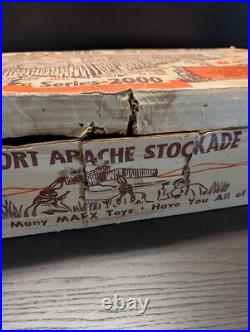 Series-2000
ORT APACHE STOCKADE
Many MARX Toys - Have You All of